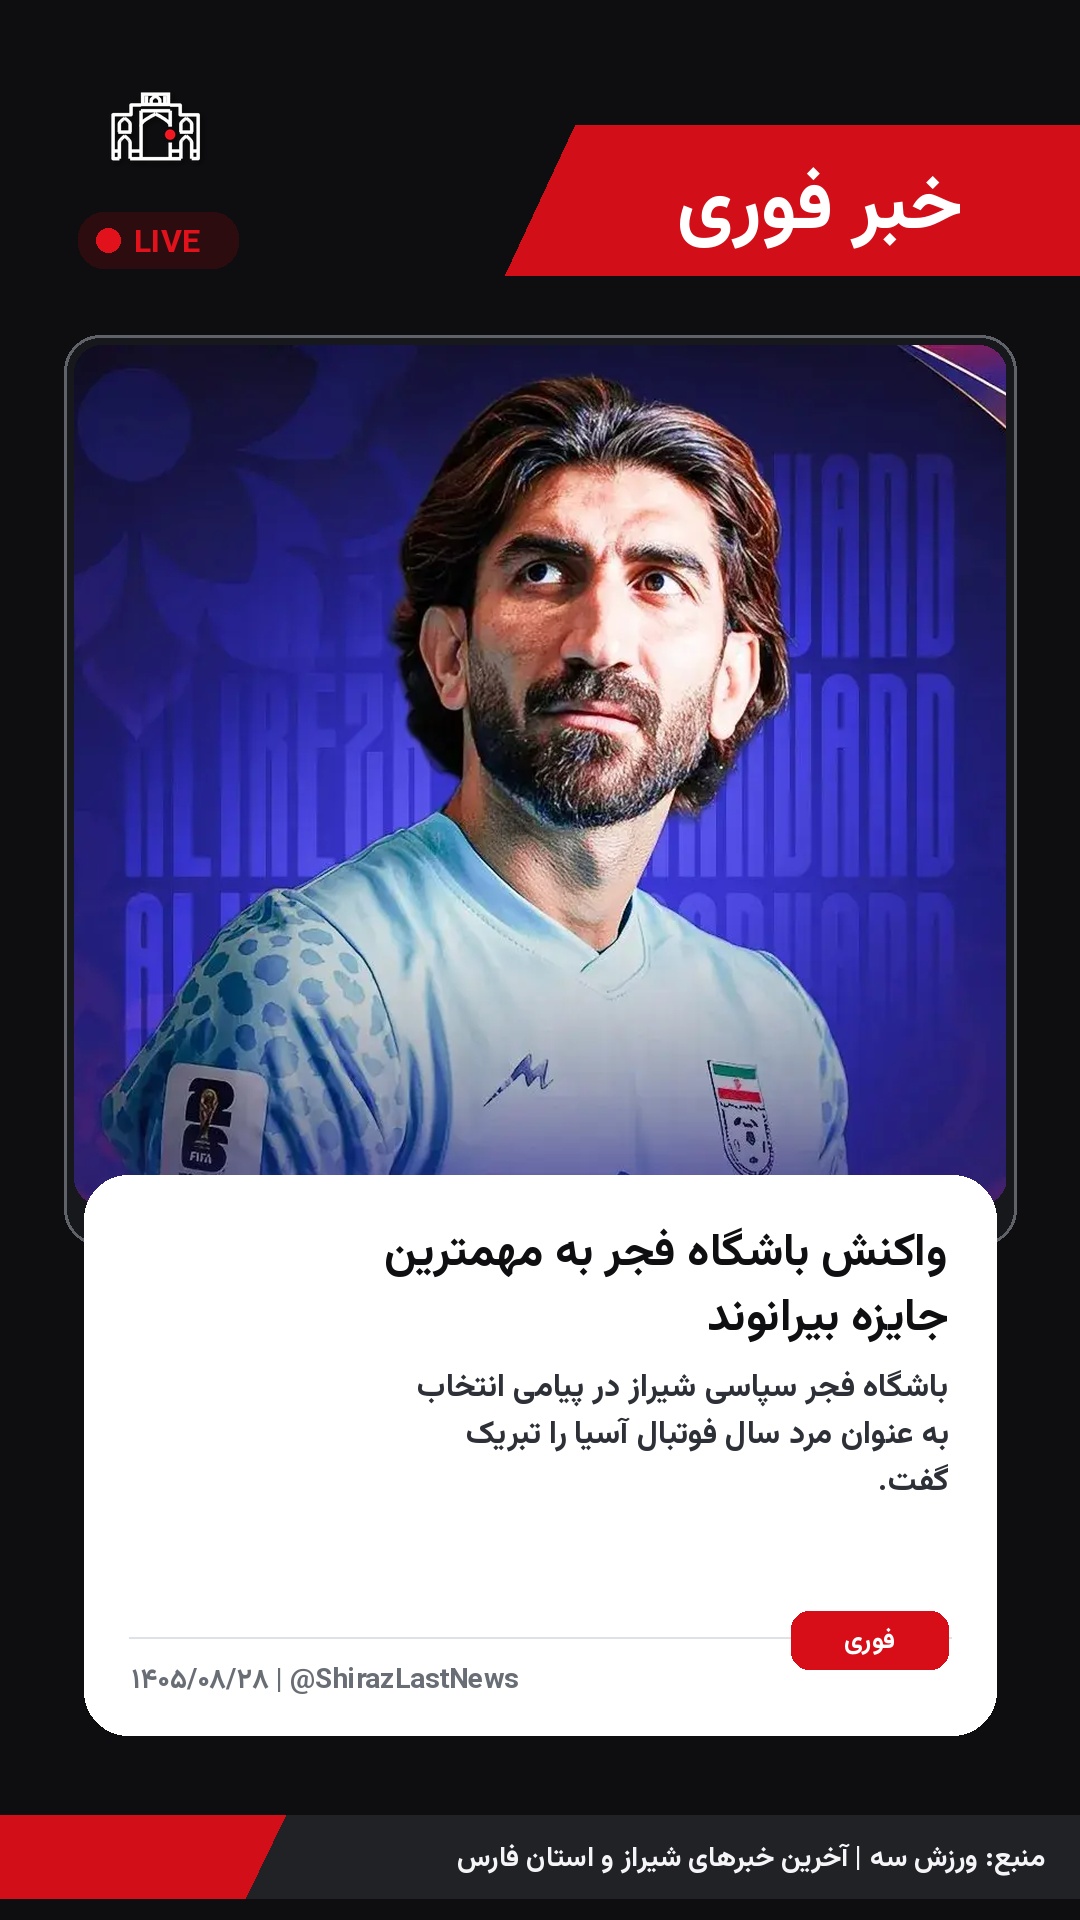 خبر فوری
LIVE
ALIREZA
FIFA
واکنش باشگاه فجر به مهمترین
جایزه بیرانوند
باشگاه فجر سپاسی شیراز در پیامی انتخاب
به عنوان مرد سال فوتبال آسیا را تبریک
گفت.
فوری
۱۴۰۵/۰۸/۲۸ | @ShirazLastNews
منبع: ورزش سه | آخرین خبرهای شیراز و استان فارس